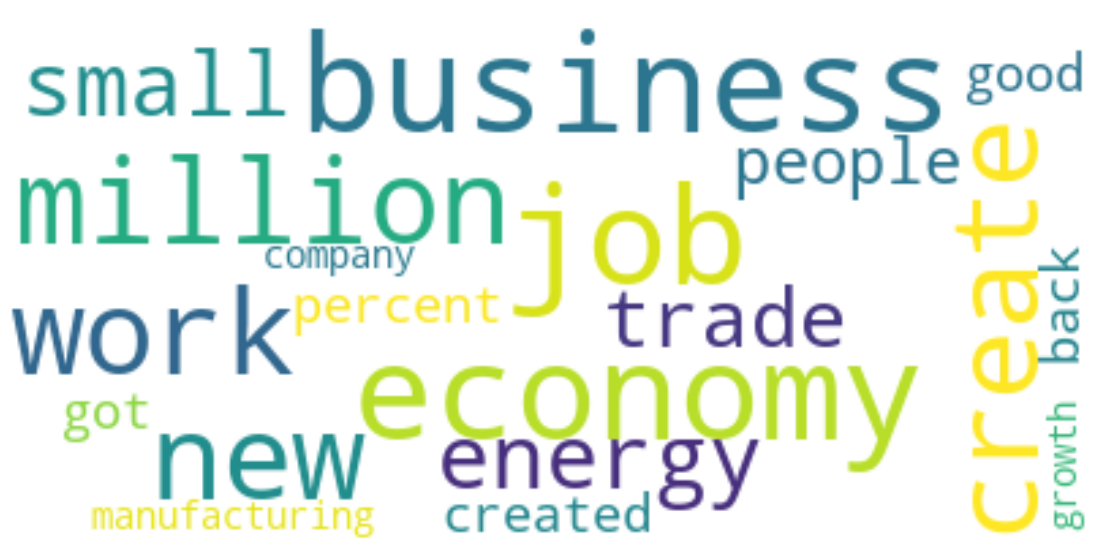 small
business
good
million
people
job
create
company
work
percent
trade
back
economy
got
new
energy
growth
manufacturing
created